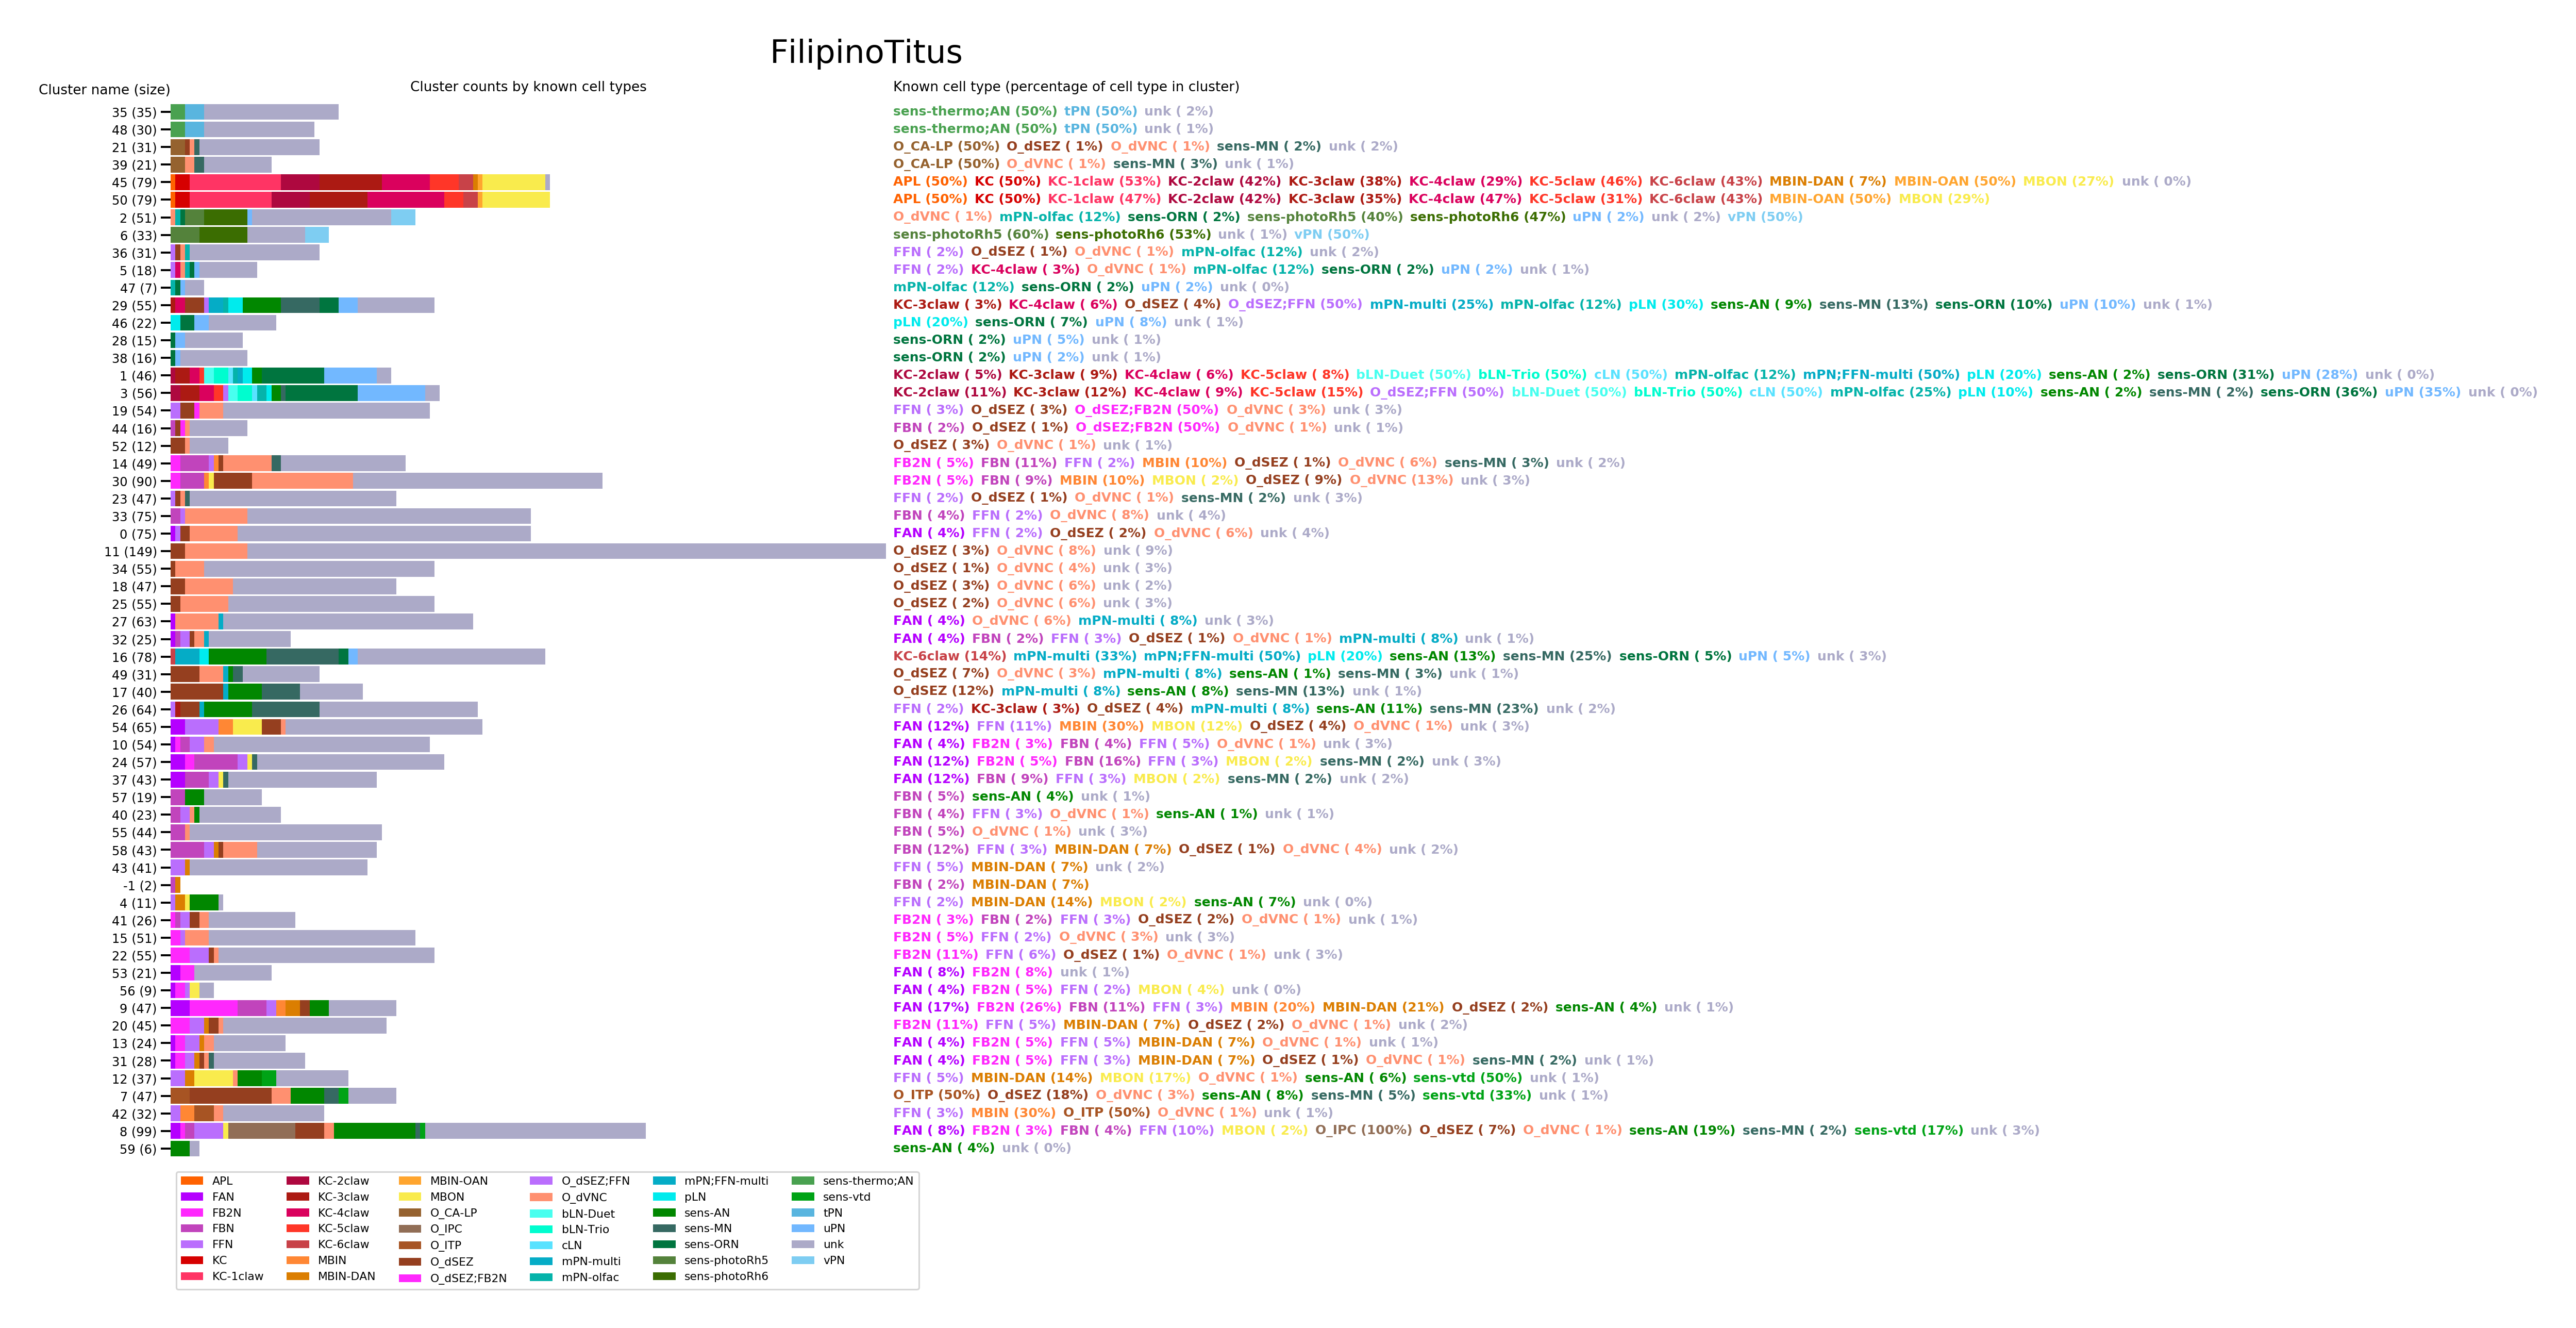 FilipinoTitus
Cluster name (size) Cluster counts by known cell types Known cell type (percentage of cell type in cluster)
35 (35) sens-thermo;AN (50%) tPN (50%) unk ( 2%)
48 (30) sens-thermo;AN (50%) tPN (50%) unk ( 1%)
21 (31) O_CA-LP (50%) O_dSEZ ( 1%) O_dVNC ( 1%) sens-MN ( 2%) unk ( 2%)
39 (21) O_CA-LP (50%) O_dVNC ( 1%) sens-MN ( 3%) unk ( 1%)
45 (79) APL (50%) KC (50%) KC-1claw (53%) KC-2claw (42%) KC-3claw (38%) KC-4claw (29%) KC-5claw (46%) KC-6claw (43%) MBIN-DAN ( 7%) MBIN-OAN (50%) MBON (27%) unk ( 0%)
50 (79) APL (50%) KC (50%) KC-1claw (47%) KC-2claw (42%) KC-3claw (35%) KC-4claw (47%) KC-5claw (31%) KC-6claw (43%) MBIN-OAN (50%) MBON (29%)
2 (51) O_dVNC ( 1%) mPN-olfac (12%) sens-ORN ( 2%) sens-photoRh5 (40%) sens-photoRh6 (47%) uPN ( 2%) unk ( 2%) vPN (50%)
6 (33) sens-photoRh5 (60%) sens-photoRh6 (53%) unk ( 1%) vPN (50%)
36 (31) FFN ( 2%) O_dSEZ ( 1%) O_dVNC ( 1%) mPN-olfac (12%) unk ( 2%)
5 (18) FFN ( 2%) KC-4claw ( 3%) O_dVNC ( 1%) mPN-olfac (12%) sens-ORN ( 2%) uPN ( 2%) unk ( 1%)
47 (7) mPN-olfac (12%) sens-ORN ( 2%) uPN ( 2%) unk ( 0%)
29 (55) KC-3claw ( 3%) KC-4claw ( 6%) O_dSEZ ( 4%) O_dSEZ;FFN (50%) mPN-multi (25%) mPN-olfac (12%) pLN (30%) sens-AN ( 9%) sens-MN (13%) sens-ORN (10%) uPN (10%) unk ( 1%)
46 (22) pLN (20%) sens-ORN ( 7%) uPN ( 8%) unk ( 1%)
28 (15) sens-ORN ( 2%) uPN ( 5%) unk ( 1%)
38 (16) sens-ORN ( 2%) uPN ( 2%) unk ( 1%)
1 (46) KC-2claw ( 5%) KC-3claw ( 9%) KC-4claw ( 6%) KC-5claw ( 8%) bLN-Duet (50%) bLN-Trio (50%) cLN (50%) mPN-olfac (12%) mPN;FFN-multi (50%) pLN (20%) sens-AN ( 2%) sens-ORN (31%) uPN (28%) unk ( 0%)
3 (56) KC-2claw (11%) KC-3claw (12%) KC-4claw ( 9%) KC-5claw (15%) O_dSEZ;FFN (50%) bLN-Duet (50%) bLN-Trio (50%) cLN (50%) mPN-olfac (25%) pLN (10%) sens-AN ( 2%) sens-MN ( 2%) sens-ORN (36%) uPN (35%) unk ( 0%)
19 (54) FFN ( 3%) O_dSEZ ( 3%) O_dSEZ;FB2N (50%) O_dVNC ( 3%) unk ( 3%)
44 (16) FBN ( 2%) O_dSEZ ( 1%) O_dSEZ;FB2N (50%) O_dVNC ( 1%) unk ( 1%)
52 (12) O_dSEZ ( 3%) O_dVNC ( 1%) unk ( 1%)
14 (49) FB2N ( 5%) FBN (11%) FFN ( 2%) MBIN (10%) O_dSEZ ( 1%) O_dVNC ( 6%) sens-MN ( 3%) unk ( 2%)
30 (90) FB2N ( 5%) FBN ( 9%) MBIN (10%) MBON ( 2%) O_dSEZ ( 9%) O_dVNC (13%) unk ( 3%)
23 (47) FFN ( 2%) O_dSEZ ( 1%) O_dVNC ( 1%) sens-MN ( 2%) unk ( 3%)
33 (75) FBN ( 4%) FFN ( 2%) O_dVNC ( 8%) unk ( 4%)
0 (75) FAN ( 4%) FFN ( 2%) O_dSEZ ( 2%) O_dVNC ( 6%) unk ( 4%)
11 (149) O_dSEZ ( 3%) O_dVNC ( 8%) unk ( 9%)
34 (55) O_dSEZ ( 1%) O_dVNC ( 4%) unk ( 3%)
18 (47) O_dSEZ ( 3%) O_dVNC ( 6%) unk ( 2%)
25 (55) O_dSEZ ( 2%) O_dVNC ( 6%) unk ( 3%)
27 (63) FAN ( 4%) O_dVNC ( 6%) mPN-multi ( 8%) unk ( 3%)
32 (25) FAN ( 4%) FBN ( 2%) FFN ( 3%) O_dSEZ ( 1%) O_dVNC ( 1%) mPN-multi ( 8%) unk ( 1%)
16 (78) KC-6claw (14%) mPN-multi (33%) mPN;FFN-multi (50%) pLN (20%) sens-AN (13%) sens-MN (25%) sens-ORN ( 5%) uPN ( 5%) unk ( 3%)
49 (31) O_dSEZ ( 7%) O_dVNC ( 3%) mPN-multi ( 8%) sens-AN ( 1%) sens-MN ( 3%) unk ( 1%)
17 (40) O_dSEZ (12%) mPN-multi ( 8%) sens-AN ( 8%) sens-MN (13%) unk ( 1%)
26 (64) FFN ( 2%) KC-3claw ( 3%) O_dSEZ ( 4%) mPN-multi ( 8%) sens-AN (11%) sens-MN (23%) unk ( 2%)
54 (65) FAN (12%) FFN (11%) MBIN (30%) MBON (12%) O_dSEZ ( 4%) O_dVNC ( 1%) unk ( 3%)
10 (54) FAN ( 4%) FB2N ( 3%) FBN ( 4%) FFN ( 5%) O_dVNC ( 1%) unk ( 3%)
24 (57) FAN (12%) FB2N ( 5%) FBN (16%) FFN ( 3%) MBON ( 2%) sens-MN ( 2%) unk ( 3%)
37 (43) FAN (12%) FBN ( 9%) FFN ( 3%) MBON ( 2%) sens-MN ( 2%) unk ( 2%)
57 (19) FBN ( 5%) sens-AN ( 4%) unk ( 1%)
40 (23) FBN ( 4%) FFN ( 3%) O_dVNC ( 1%) sens-AN ( 1%) unk ( 1%)
55 (44) FBN ( 5%) O_dVNC ( 1%) unk ( 3%)
58 (43) FBN (12%) FFN ( 3%) MBIN-DAN ( 7%) O_dSEZ ( 1%) O_dVNC ( 4%) unk ( 2%)
43 (41) FFN ( 5%) MBIN-DAN ( 7%) unk ( 2%)
-1 (2) FBN ( 2%) MBIN-DAN ( 7%)
4 (11) FFN ( 2%) MBIN-DAN (14%) MBON ( 2%) sens-AN ( 7%) unk ( 0%)
41 (26) FB2N ( 3%) FBN ( 2%) FFN ( 3%) O_dSEZ ( 2%) O_dVNC ( 1%) unk ( 1%)
15 (51) FB2N ( 5%) FFN ( 2%) O_dVNC ( 3%) unk ( 3%)
22 (55) FB2N (11%) FFN ( 6%) O_dSEZ ( 1%) O_dVNC ( 1%) unk ( 3%)
53 (21) FAN ( 8%) FB2N ( 8%) unk ( 1%)
56 (9) FAN ( 4%) FB2N ( 5%) FFN ( 2%) MBON ( 4%) unk ( 0%)
9 (47) FAN (17%) FB2N (26%) FBN (11%) FFN ( 3%) MBIN (20%) MBIN-DAN (21%) O_dSEZ ( 2%) sens-AN ( 4%) unk ( 1%)
20 (45) FB2N (11%) FFN ( 5%) MBIN-DAN ( 7%) O_dSEZ ( 2%) O_dVNC ( 1%) unk ( 2%)
13 (24) FAN ( 4%) FB2N ( 5%) FFN ( 5%) MBIN-DAN ( 7%) O_dVNC ( 1%) unk ( 1%)
31 (28) FAN ( 4%) FB2N ( 5%) FFN ( 3%) MBIN-DAN ( 7%) O_dSEZ ( 1%) O_dVNC ( 1%) sens-MN ( 2%) unk ( 1%)
12 (37) FFN ( 5%) MBIN-DAN (14%) MBON (17%) O_dVNC ( 1%) sens-AN ( 6%) sens-vtd (50%) unk ( 1%)
7 (47) O_ITP (50%) O_dSEZ (18%) O_dVNC ( 3%) sens-AN ( 8%) sens-MN ( 5%) sens-vtd (33%) unk ( 1%)
42 (32) FFN ( 3%) MBIN (30%) O_ITP (50%) O_dVNC ( 1%) unk ( 1%)
8 (99) FAN ( 8%) FB2N ( 3%) FBN ( 4%) FFN (10%) MBON ( 2%) O_IPC (100%) O_dSEZ ( 7%) O_dVNC ( 1%) sens-AN (19%) sens-MN ( 2%) sens-vtd (17%) unk ( 3%)
59 (6) sens-AN ( 4%) unk ( 0%)
APL KC-2claw MBIN-OAN O_dSEZ;FFN mPN;FFN-multi sens-thermo;AN
FAN KC-3claw MBON O_dVNC pLN sens-vtd
FB2N KC-4claw O_CA-LP bLN-Duet sens-AN tPN
FBN KC-5claw O_IPC bLN-Trio sens-MN uPN
FFN KC-6claw O_ITP cLN sens-ORN unk
KC MBIN O_dSEZ mPN-multi sens-photoRh5 vPN
KC-1claw MBIN-DAN O_dSEZ;FB2N mPN-olfac sens-photoRh6